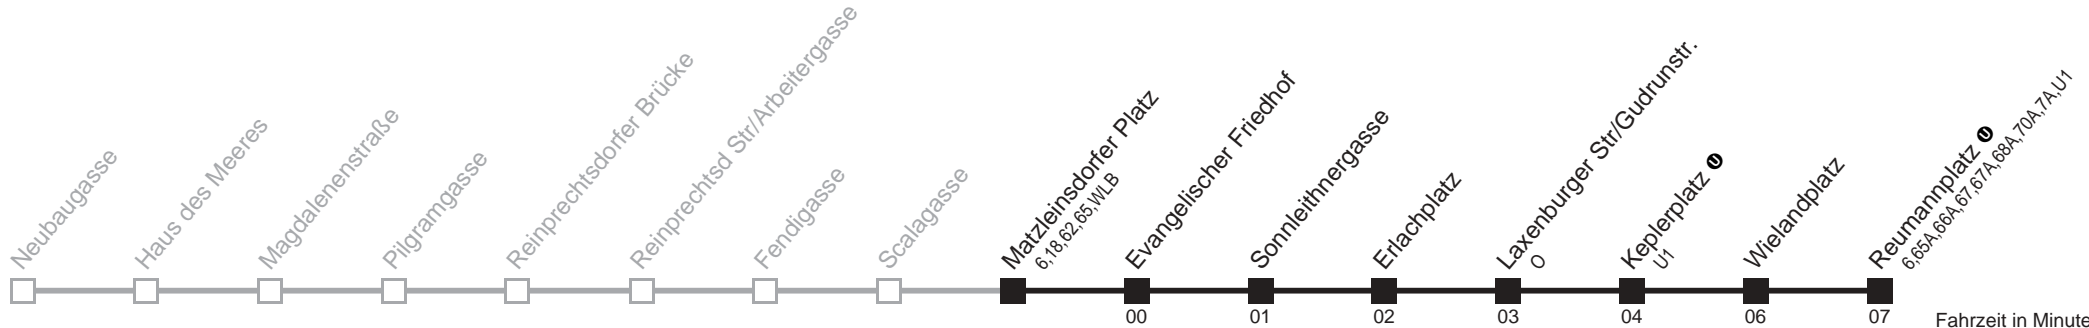 Neubaugasse
Haus des Meeres
Magdalenenstraße
Pilgramgasse
Reinprechtsdorfer Brücke
Reinprechtsd Str/Arbeitergasse
Fendigasse
Scalagasse
Matzleinsdorfer Platz
6,18,62,65,WLB
Evangelischer Friedhof
Sonnleithnergasse
Erlachplatz
Laxenburger Str/Gudrunstr.
O
Keplerplatz U
U1
Wielandplatz
Reumannplatz U
6,65A,66A,67,67A,68A,70A,7A,U1
00 01 02 03 04 06 07 Fahrzeit in Minute